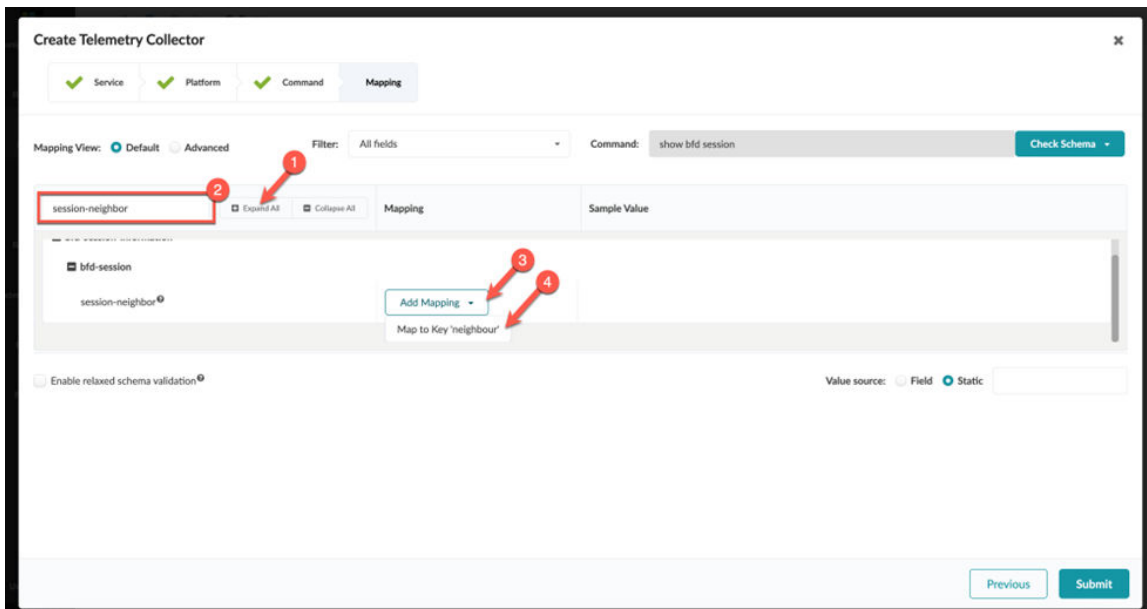 Create Telemetry Collector
Service Platform Command Mapping
Mapping View: Default Advanced Filter: All fields Command: show bfd session Check Schema
1
2
session-neighbor Expand All Collapse All Mapping Sample Value
bfd-session
3
4
session-neighbor Add Mapping
Map to Key 'neighbour'
Enable relaxed schema validation Value source: Field Static
Previous Submit